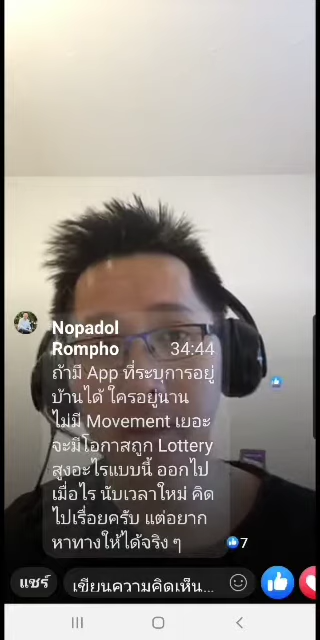 Nopadol
Rompho 34:44
ถ้ามี App ที่ระบุการอยู่
บ้านได้ ใครอยู่นาน
ไม่มี Movement เยอะ
จะมีโอกาสถูก Lottery
สูงอะไรแบบนี้ ออกไป
เมื่อไร นับเวลาใหม่ คิด
ไปเรื่อยครับ แต่อยาก
หาทางให้ได้จริง ๆ
7
แชร์ เขียนความคิดเห็น...